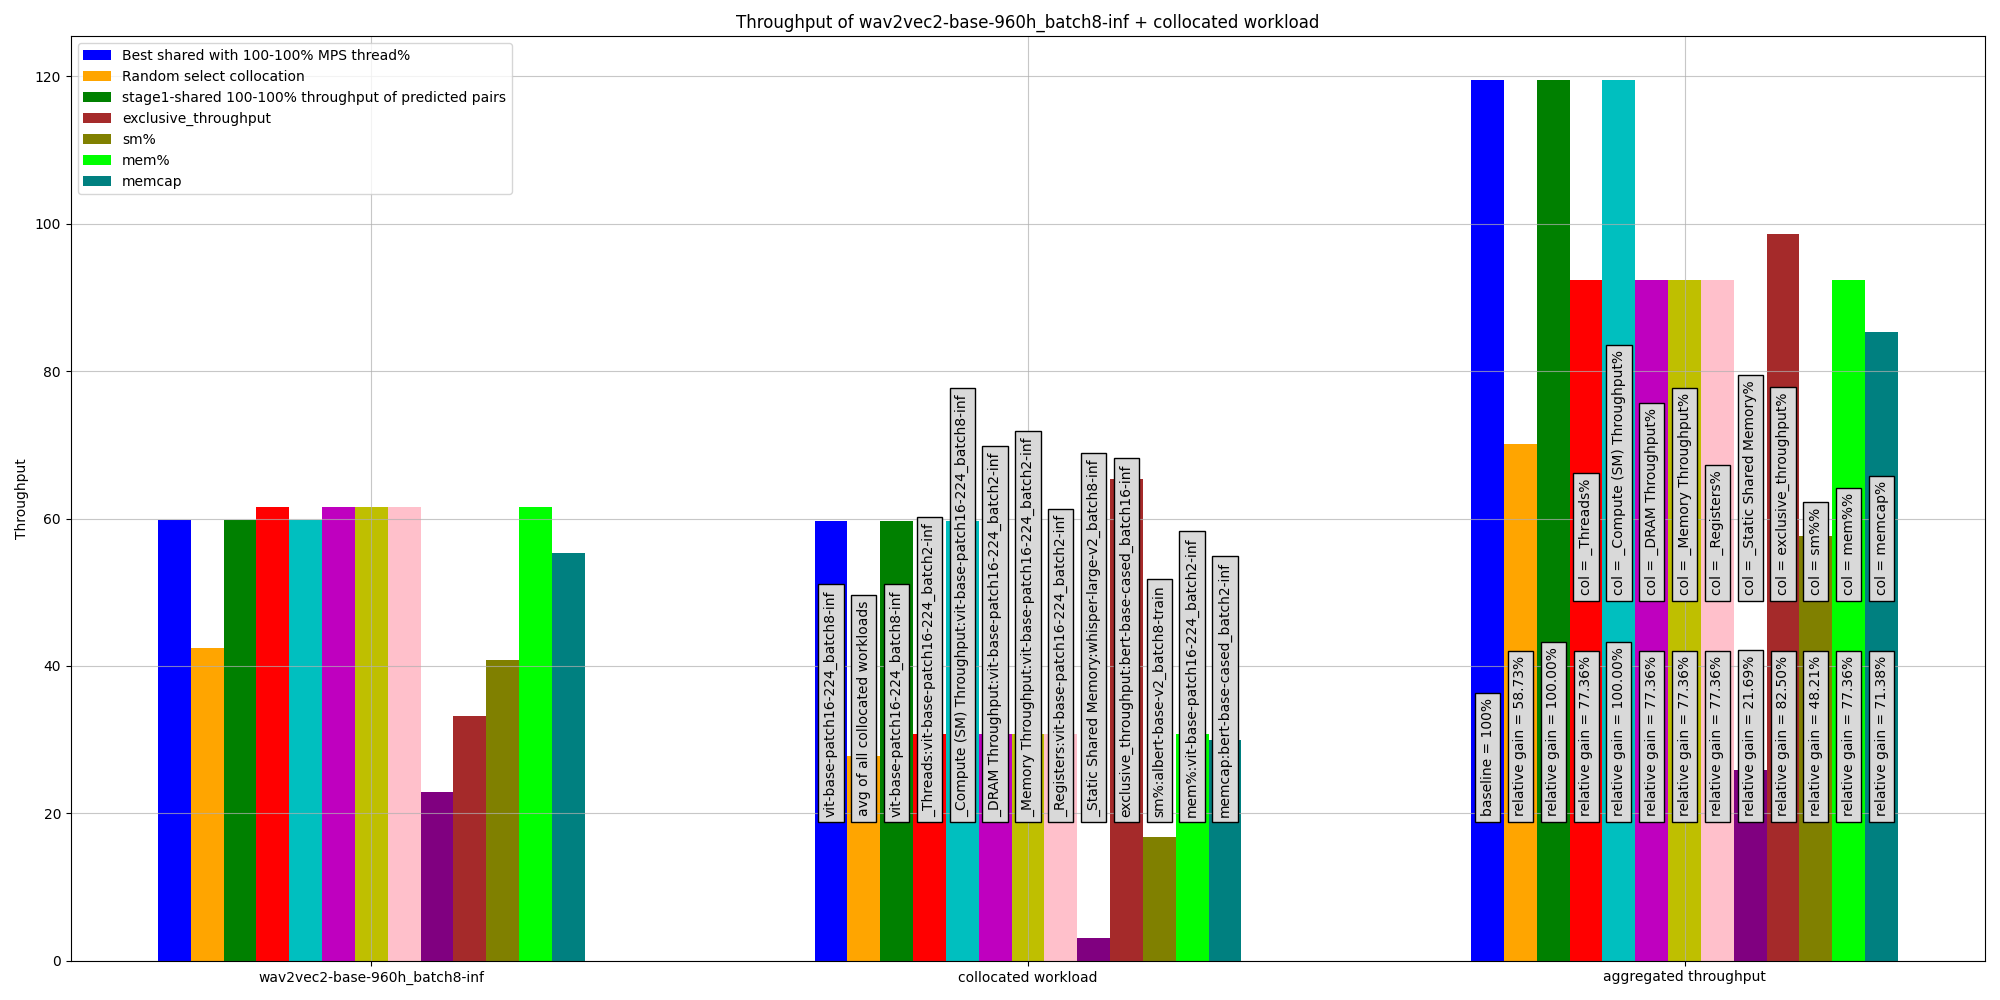 Throughput of wav2vec2-base-960h_batch8-inf + collocated workload
Best shared with 100-100% MPS thread%
Random select collocation
stage1-shared 100-100% throughput of predicted pairs
exclusive_throughput
sm%
mem%
memcap
Throughput
120
100
80
60
40
20
0
vit-base-patch16-224_batch8-inf
avg of all collocated workloads
vit-base-patch16-224_batch8-inf
_Threads:vit-base-patch16-224_batch2-inf
_Compute (SM) Throughput:vit-base-patch16-224_batch8-inf
_DRAM Throughput:vit-base-patch16-224_batch2-inf
_Memory Throughput:vit-base-patch16-224_batch2-inf
_Registers:vit-base-patch16-224_batch2-inf
_Static Shared Memory:whisper-large-v2_batch8-inf
exclusive_throughput:bert-base-cased_batch16-inf
sm%:albert-base-v2_batch8-train
mem%:vit-base-patch16-224_batch2-inf
memcap:bert-base-cased_batch2-inf
col = _Threads%
col = _Compute (SM) Throughput%
col = _DRAM Throughput%
col = _Memory Throughput%
col = _Registers%
col = _Static Shared Memory%
col = exclusive_throughput%
col = sm%%
col = mem%%
col = memcap%
baseline = 100%
relative gain = 58.73%
relative gain = 100.00%
relative gain = 77.36%
relative gain = 100.00%
relative gain = 77.36%
relative gain = 77.36%
relative gain = 77.36%
relative gain = 21.69%
relative gain = 82.50%
relative gain = 48.21%
relative gain = 77.36%
relative gain = 71.38%
wav2vec2-base-960h_batch8-inf
collocated workload
aggregated throughput